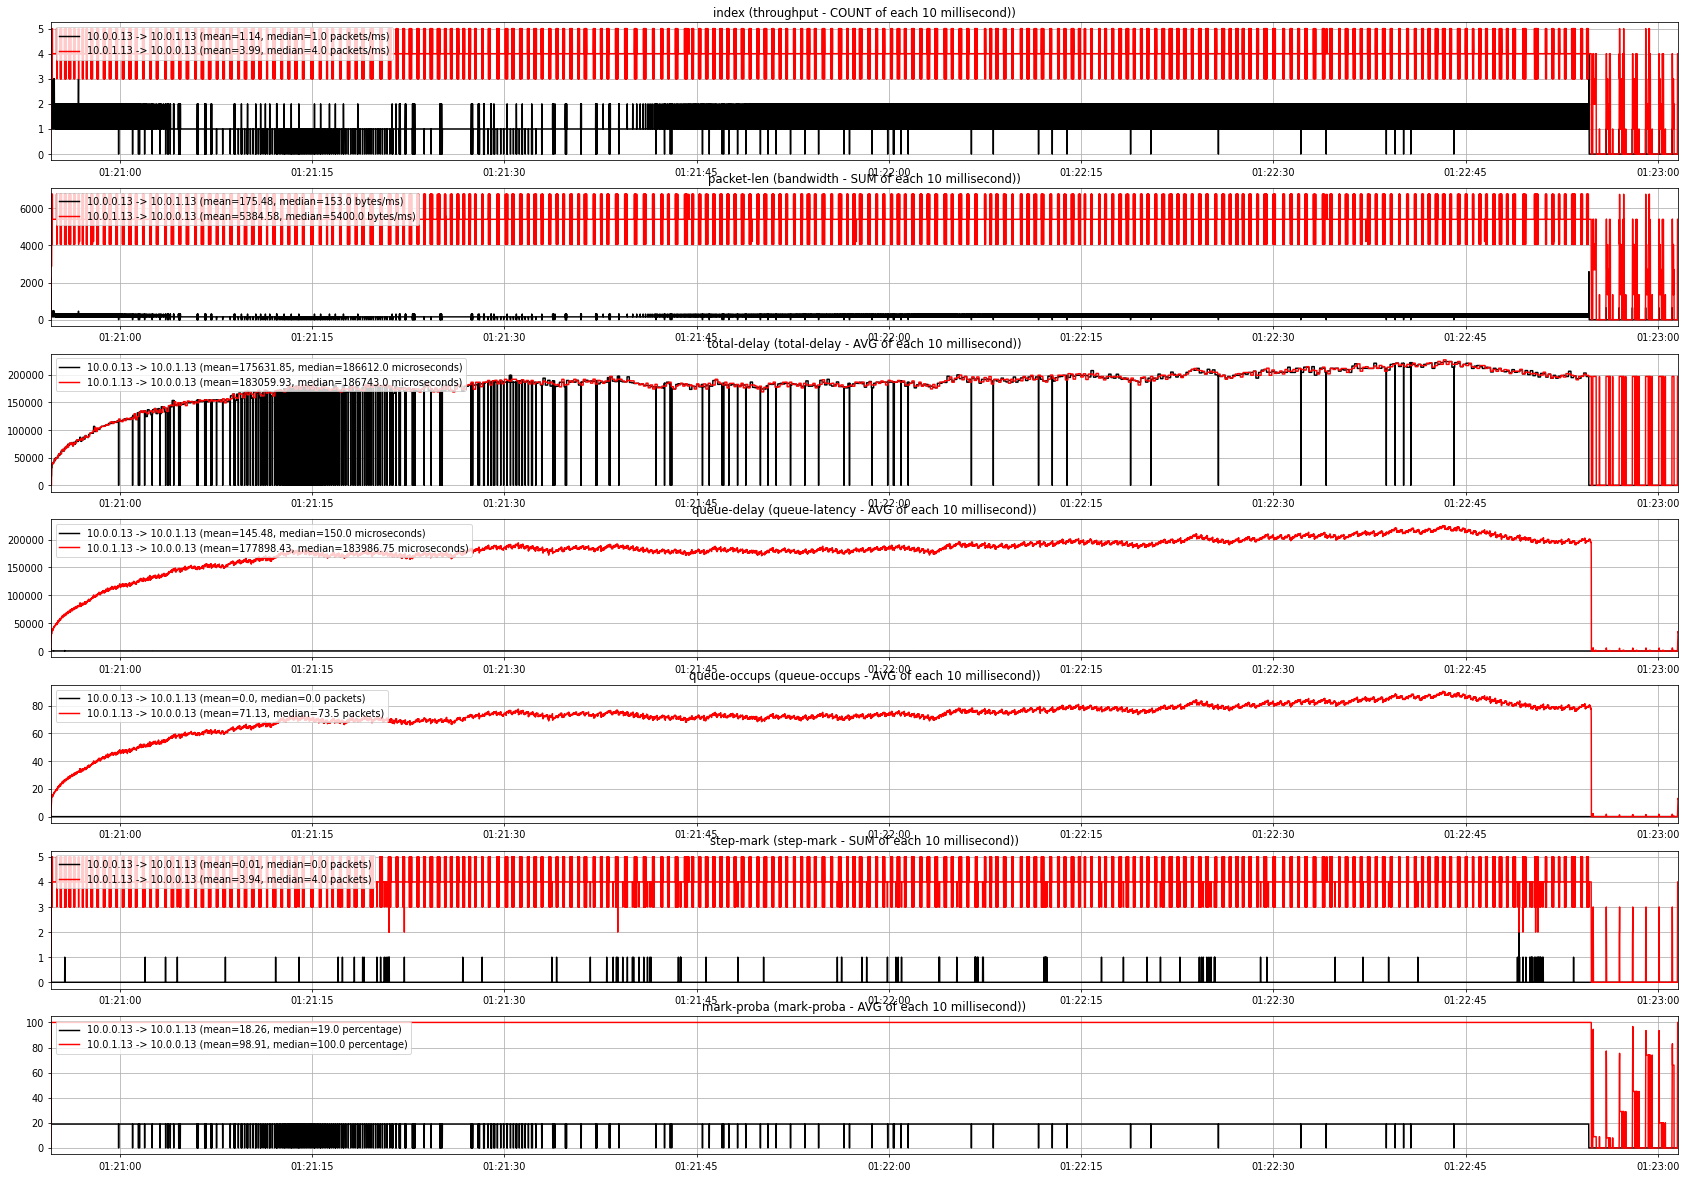 index (throughput - COUNT of each 10 millisecond))
5
4
3
2
1
0
10.0.0.13 -> 10.0.1.13 (mean=1.14, median=1.0 packets/ms)
10.0.1.13 -> 10.0.0.13 (mean=3.99, median=4.0 packets/ms)
01:21:00 01:21:15 01:21:30 01:21:45 01:22:00 01:22:15 01:22:30 01:22:45 01:23:00
packet-len (bandwidth - SUM of each 10 millisecond))
6000
4000
2000
0
10.0.0.13 -> 10.0.1.13 (mean=175.48, median=153.0 bytes/ms)
10.0.1.13 -> 10.0.0.13 (mean=5384.58, median=5400.0 bytes/ms)
01:21:00 01:21:15 01:21:30 01:21:45 01:22:00 01:22:15 01:22:30 01:22:45 01:23:00
total-delay (total-delay - AVG of each 10 millisecond))
200000
150000
100000
50000
0
10.0.0.13 -> 10.0.1.13 (mean=175631.85, median=186612.0 microseconds)
10.0.1.13 -> 10.0.0.13 (mean=183059.93, median=186743.0 microseconds)
01:21:00 01:21:15 01:21:30 01:21:45 01:22:00 01:22:15 01:22:30 01:22:45 01:23:00
queue-delay (queue-latency - AVG of each 10 millisecond))
200000
150000
100000
50000
0
10.0.0.13 -> 10.0.1.13 (mean=145.48, median=150.0 microseconds)
10.0.1.13 -> 10.0.0.13 (mean=177898.43, median=183986.75 microseconds)
01:21:00 01:21:15 01:21:30 01:21:45 01:22:00 01:22:15 01:22:30 01:22:45 01:23:00
queue-occups (queue-occups - AVG of each 10 millisecond))
80
60
40
20
0
10.0.0.13 -> 10.0.1.13 (mean=0.0, median=0.0 packets)
10.0.1.13 -> 10.0.0.13 (mean=71.13, median=73.5 packets)
01:21:00 01:21:15 01:21:30 01:21:45 01:22:00 01:22:15 01:22:30 01:22:45 01:23:00
step-mark (step-mark - SUM of each 10 millisecond))
5
4
3
2
1
0
10.0.0.13 -> 10.0.1.13 (mean=0.01, median=0.0 packets)
10.0.1.13 -> 10.0.0.13 (mean=3.94, median=4.0 packets)
01:21:00 01:21:15 01:21:30 01:21:45 01:22:00 01:22:15 01:22:30 01:22:45 01:23:00
mark-proba (mark-proba - AVG of each 10 millisecond))
100
80
60
40
20
0
10.0.0.13 -> 10.0.1.13 (mean=18.26, median=19.0 percentage)
10.0.1.13 -> 10.0.0.13 (mean=98.91, median=100.0 percentage)
01:21:00 01:21:15 01:21:30 01:21:45 01:22:00 01:22:15 01:22:30 01:22:45 01:23:00